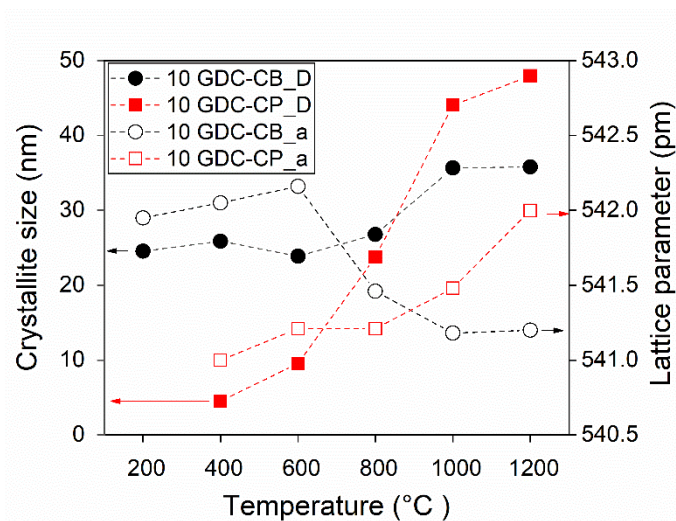 50
40
30
20
10
0
Crystallite size (nm)
10 GDC-CB_D
10 GDC-CP_D
10 GDC-CB_a
10 GDC-CP_a
543.0
542.5
542.0
541.5
541.0
540.5
Lattice parameter (pm)
200 400 600 800 1000 1200
Temperature (°C )